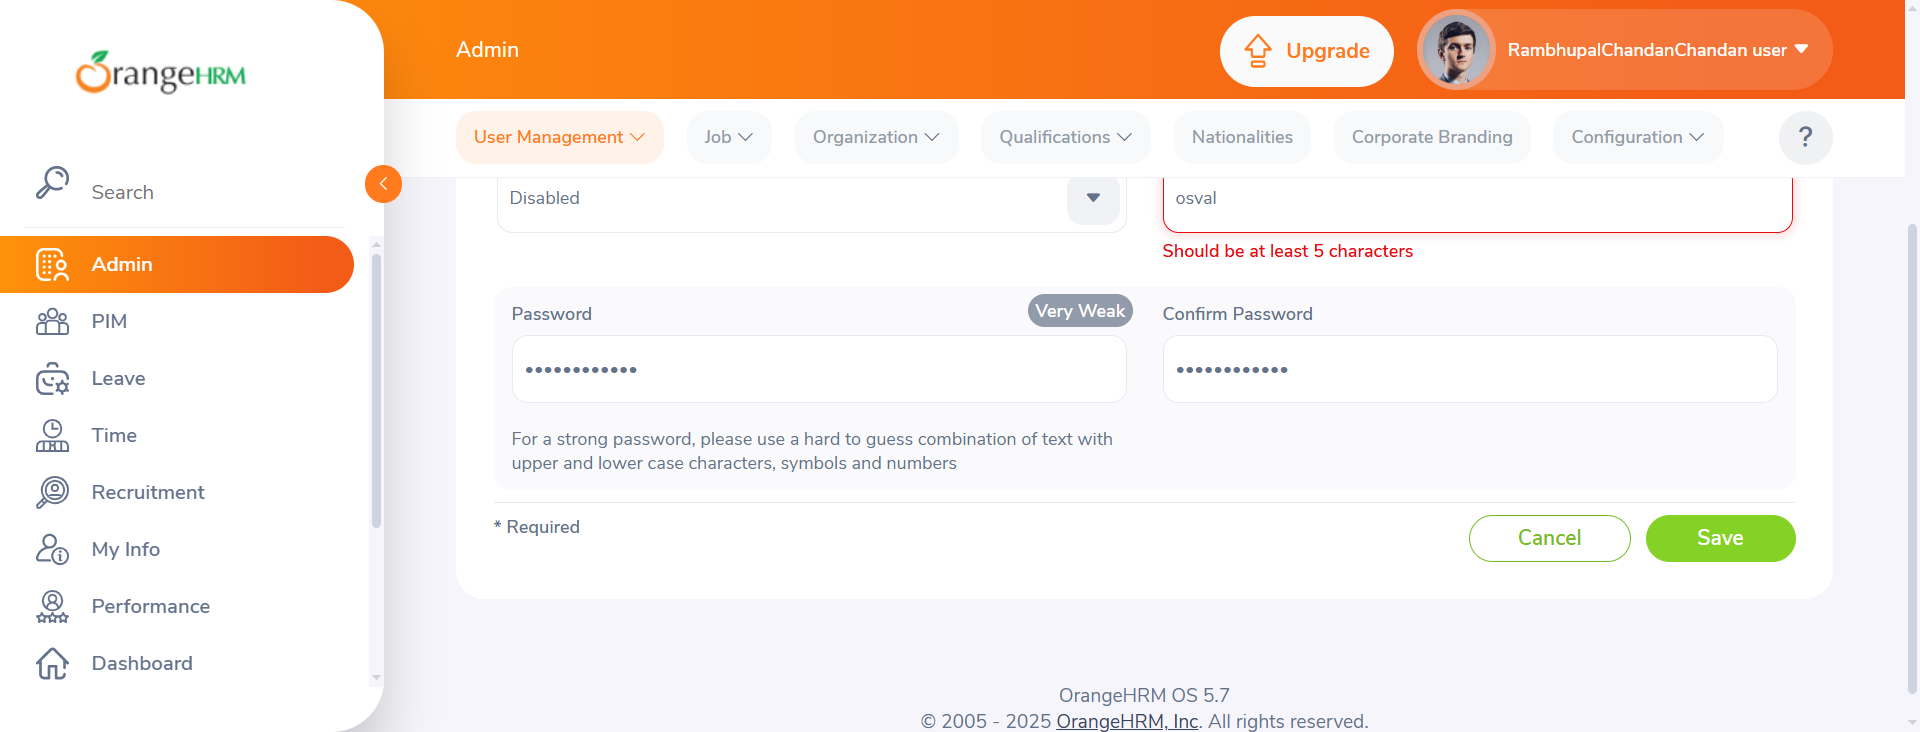 OrangeHRM
Search
Admin
PIM
Leave
Time
Recruitment
My Info
Performance
Dashboard
Admin
Upgrade
RambhupalChandanChandan user
User Management
Job
Organization
Qualifications
Nationalities
Corporate Branding
Configuration
?
Disabled
osval
Should be at least 5 characters
Password
Very Weak
Confirm Password
••••••••••••
••••••••••••
For a strong password, please use a hard to guess combination of text with
upper and lower case characters, symbols and numbers
* Required
Cancel
Save
OrangeHRM OS 5.7
© 2005 - 2025 OrangeHRM, Inc. All rights reserved.